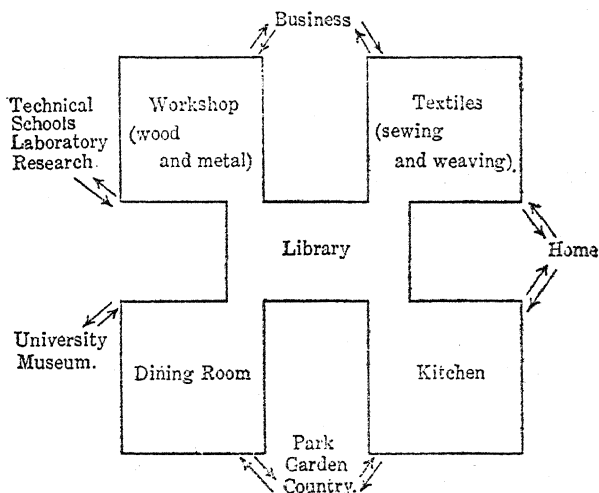 Business
Technical
Schools
Laboratory
Research.
Workshop
(wood
and metal)
Textiles
(sewing
and weaving).
Library
Home
University
Museum.
Dining Room
Kitchen
Park
Garden
Country.